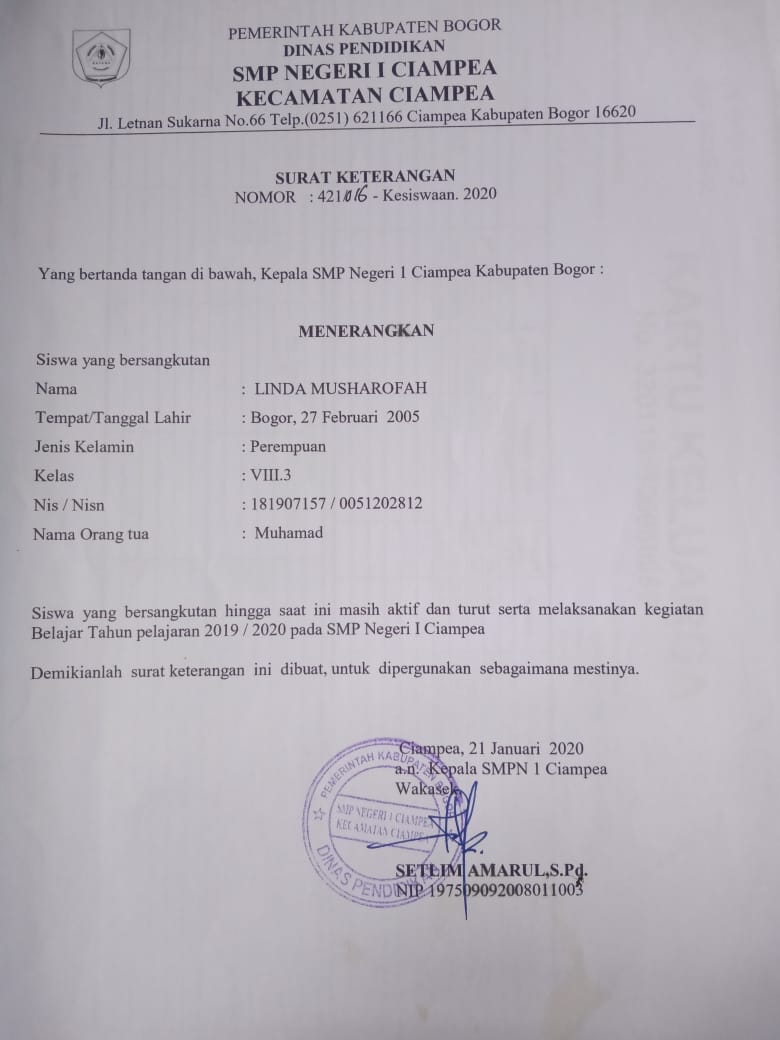 PEMERINTAH KABUPATEN BOGOR
DINAS PENDIDIKAN
SMP NEGERI I CIAMPEA
KECAMATAN CIAMPEA
Jl. Letnan Sukarna No.66 Telp.(0251) 621166 Ciampea Kabupaten Bogor 16620
SURAT KETERANGAN
NOMOR : 421/016 - Kesiswaan. 2020
Yang bertanda tangan di bawah, Kepala SMP Negeri 1 Ciampea Kabupaten Bogor :
MENERANGKAN
Siswa yang bersangkutan
Nama : LINDA MUSHAROFAH
Tempat/Tanggal Lahir : Bogor, 27 Februari 2005
Jenis Kelamin : Perempuan
Kelas : VIII.3
Nis / Nisn : 181907157 / 0051202812
Nama Orang tua : Muhamad
Siswa yang bersangkutan hingga saat ini masih aktif dan turut serta melaksanakan kegiatan
Belajar Tahun pelajaran 2019 / 2020 pada SMP Negeri I Ciampea
Demikianlah surat keterangan ini dibuat, untuk dipergunakan sebagaimana mestinya.
Ciampea, 21 Januari 2020
a.n. Kepala SMPN 1 Ciampea
Wakasek
PEMERINTAH KABUPATEN BOGOR
SMP NEGERI 1 CIAMPEA
KECAMATAN CIAMPEA
DINAS PENDIDIKAN
SETLIM AMARUL,S.Pd.
NIP 197509092008011003
KARTU KELUARGA